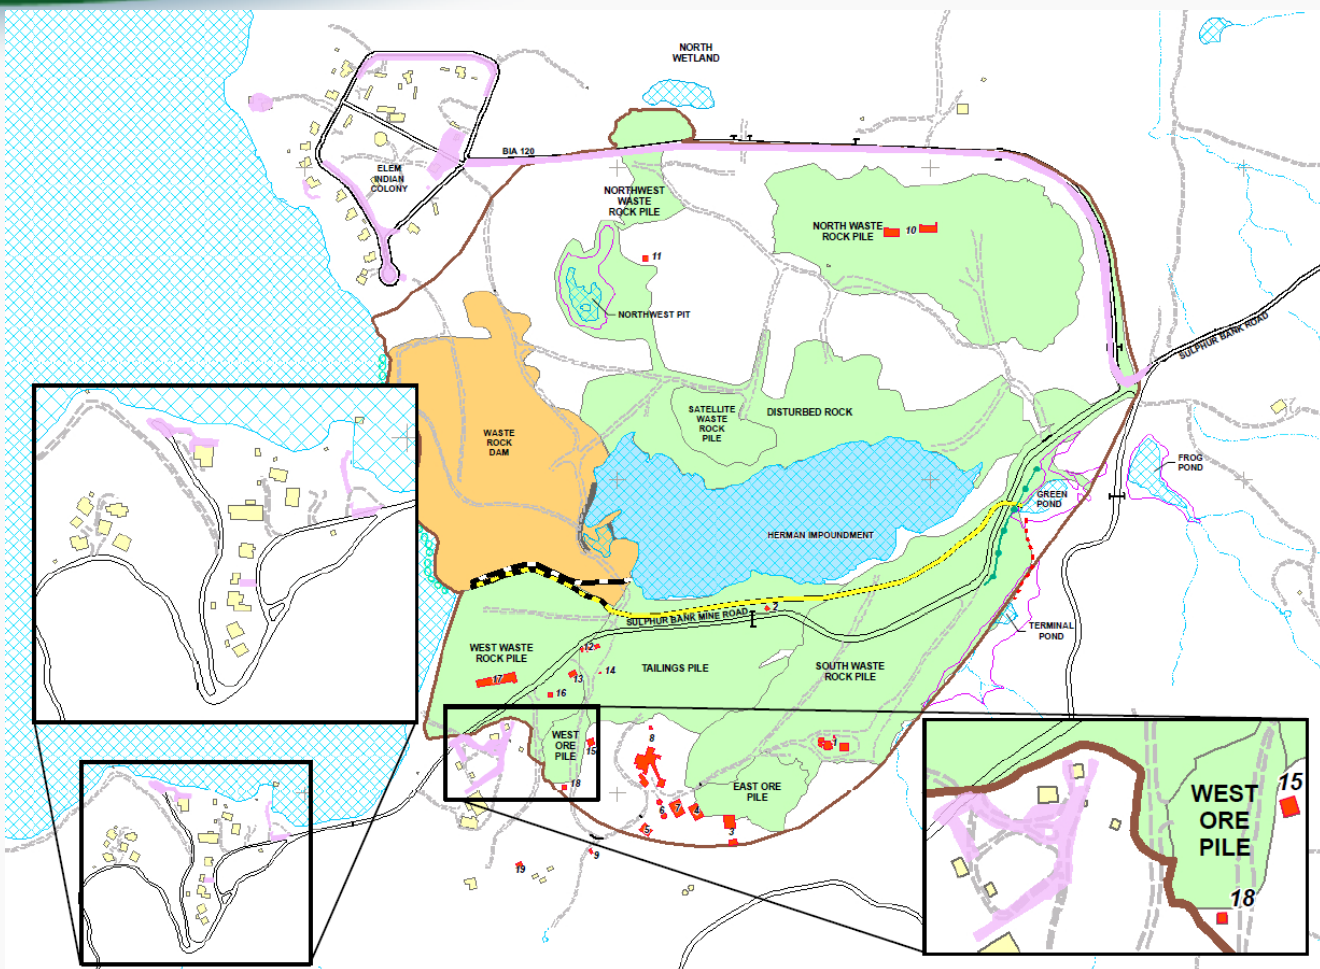 NORTH
WETLAND
BIA 120
ELEM
INDIAN
COLONY
NORTHWEST
WASTE
ROCK PILE
NORTH WASTE
ROCK PILE
10
11
NORTHWEST PIT
SULPHUR BANK ROAD
SATELLITE
WASTE
ROCK
PILE
DISTURBED ROCK
WASTE
ROCK
DAM
FROG
POND
GREEN
POND
HERMAN IMPOUNDMENT
2
SULPHUR BANK MINE ROAD
TERMINAL
POND
WEST WASTE
ROCK PILE
12
14
13
17
16
TAILINGS PILE
SOUTH WASTE
ROCK PILE
WEST
ORE
PILE
15
8
1
18
EAST ORE
PILE
6
7
4
5
3
9
19
WEST
ORE
PILE
15
18